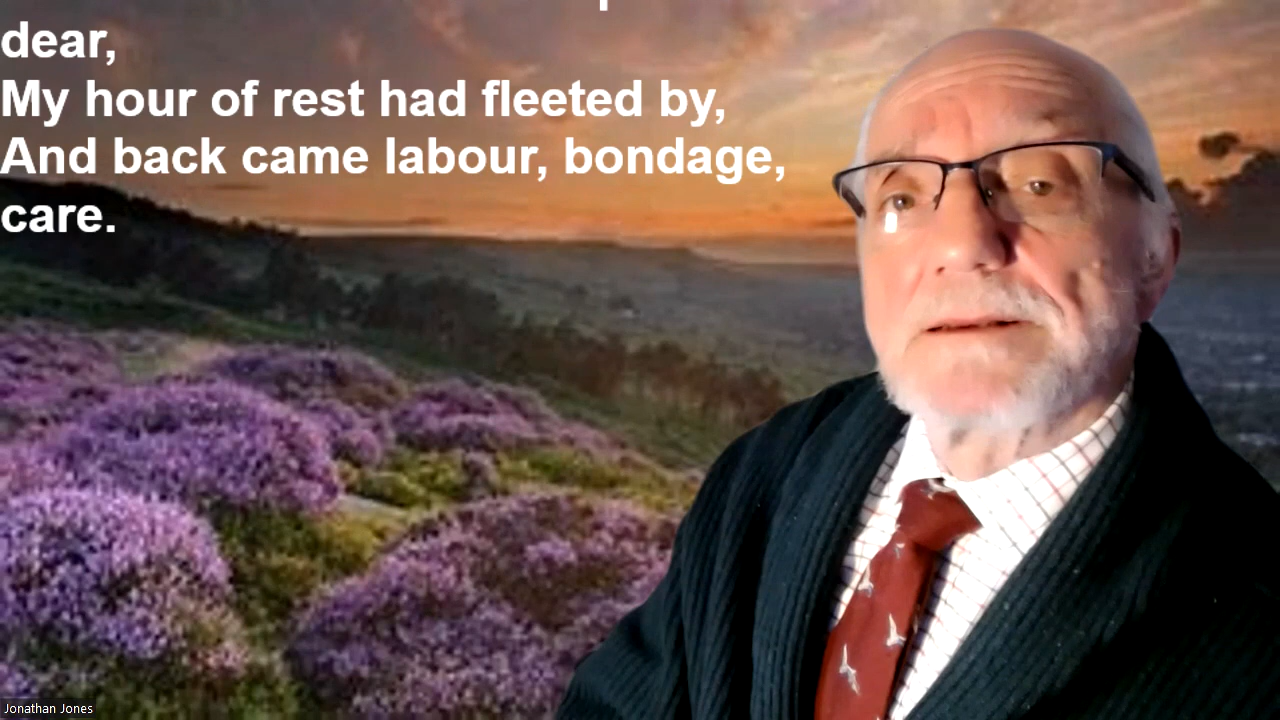 dear,
My hour of rest had fleeted by,
And back came labour, bondage,
care.
Jonathan Jones